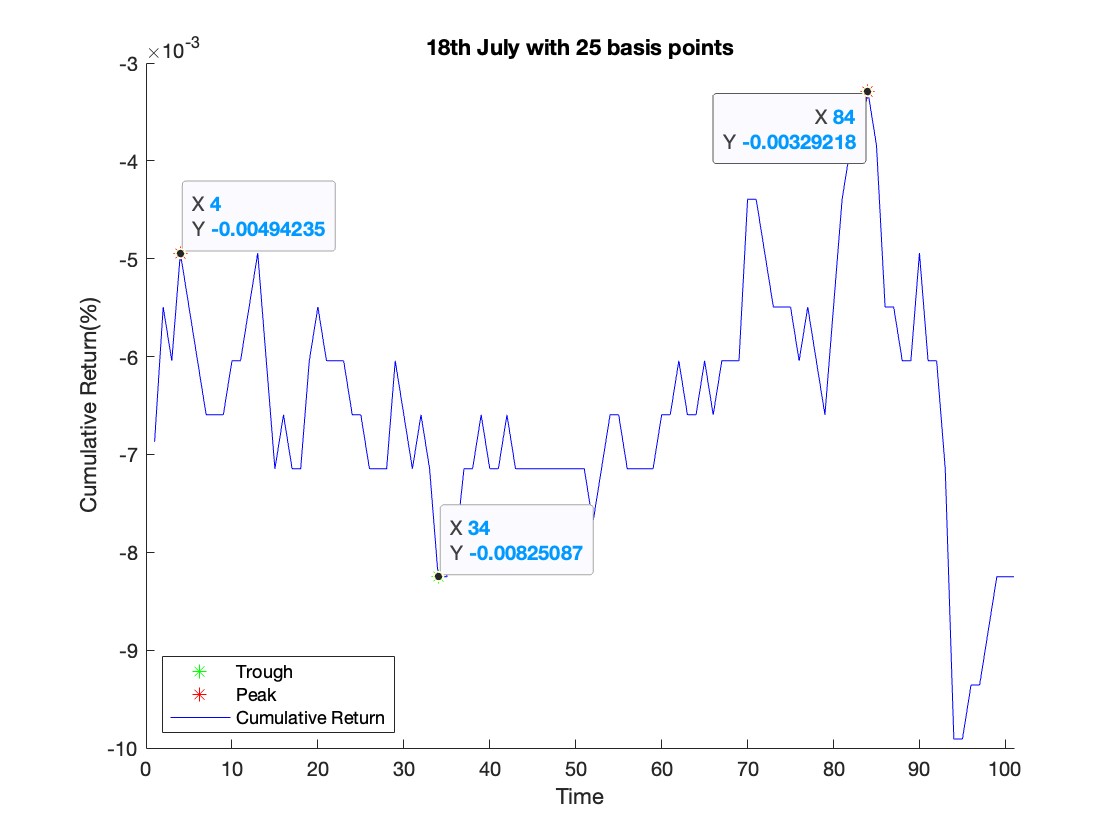 18th July with 25 basis points
×10-3
-3
-4
-5
-6
-7
-8
-9
-10
Cumulative Return(%)
X 84
Y -0.00329218
X 4
Y -0.00494235
X 34
Y -0.00825087
Trough
Peak
Cumulative Return
0 10 20 30 40 50 60 70 80 90 100
Time